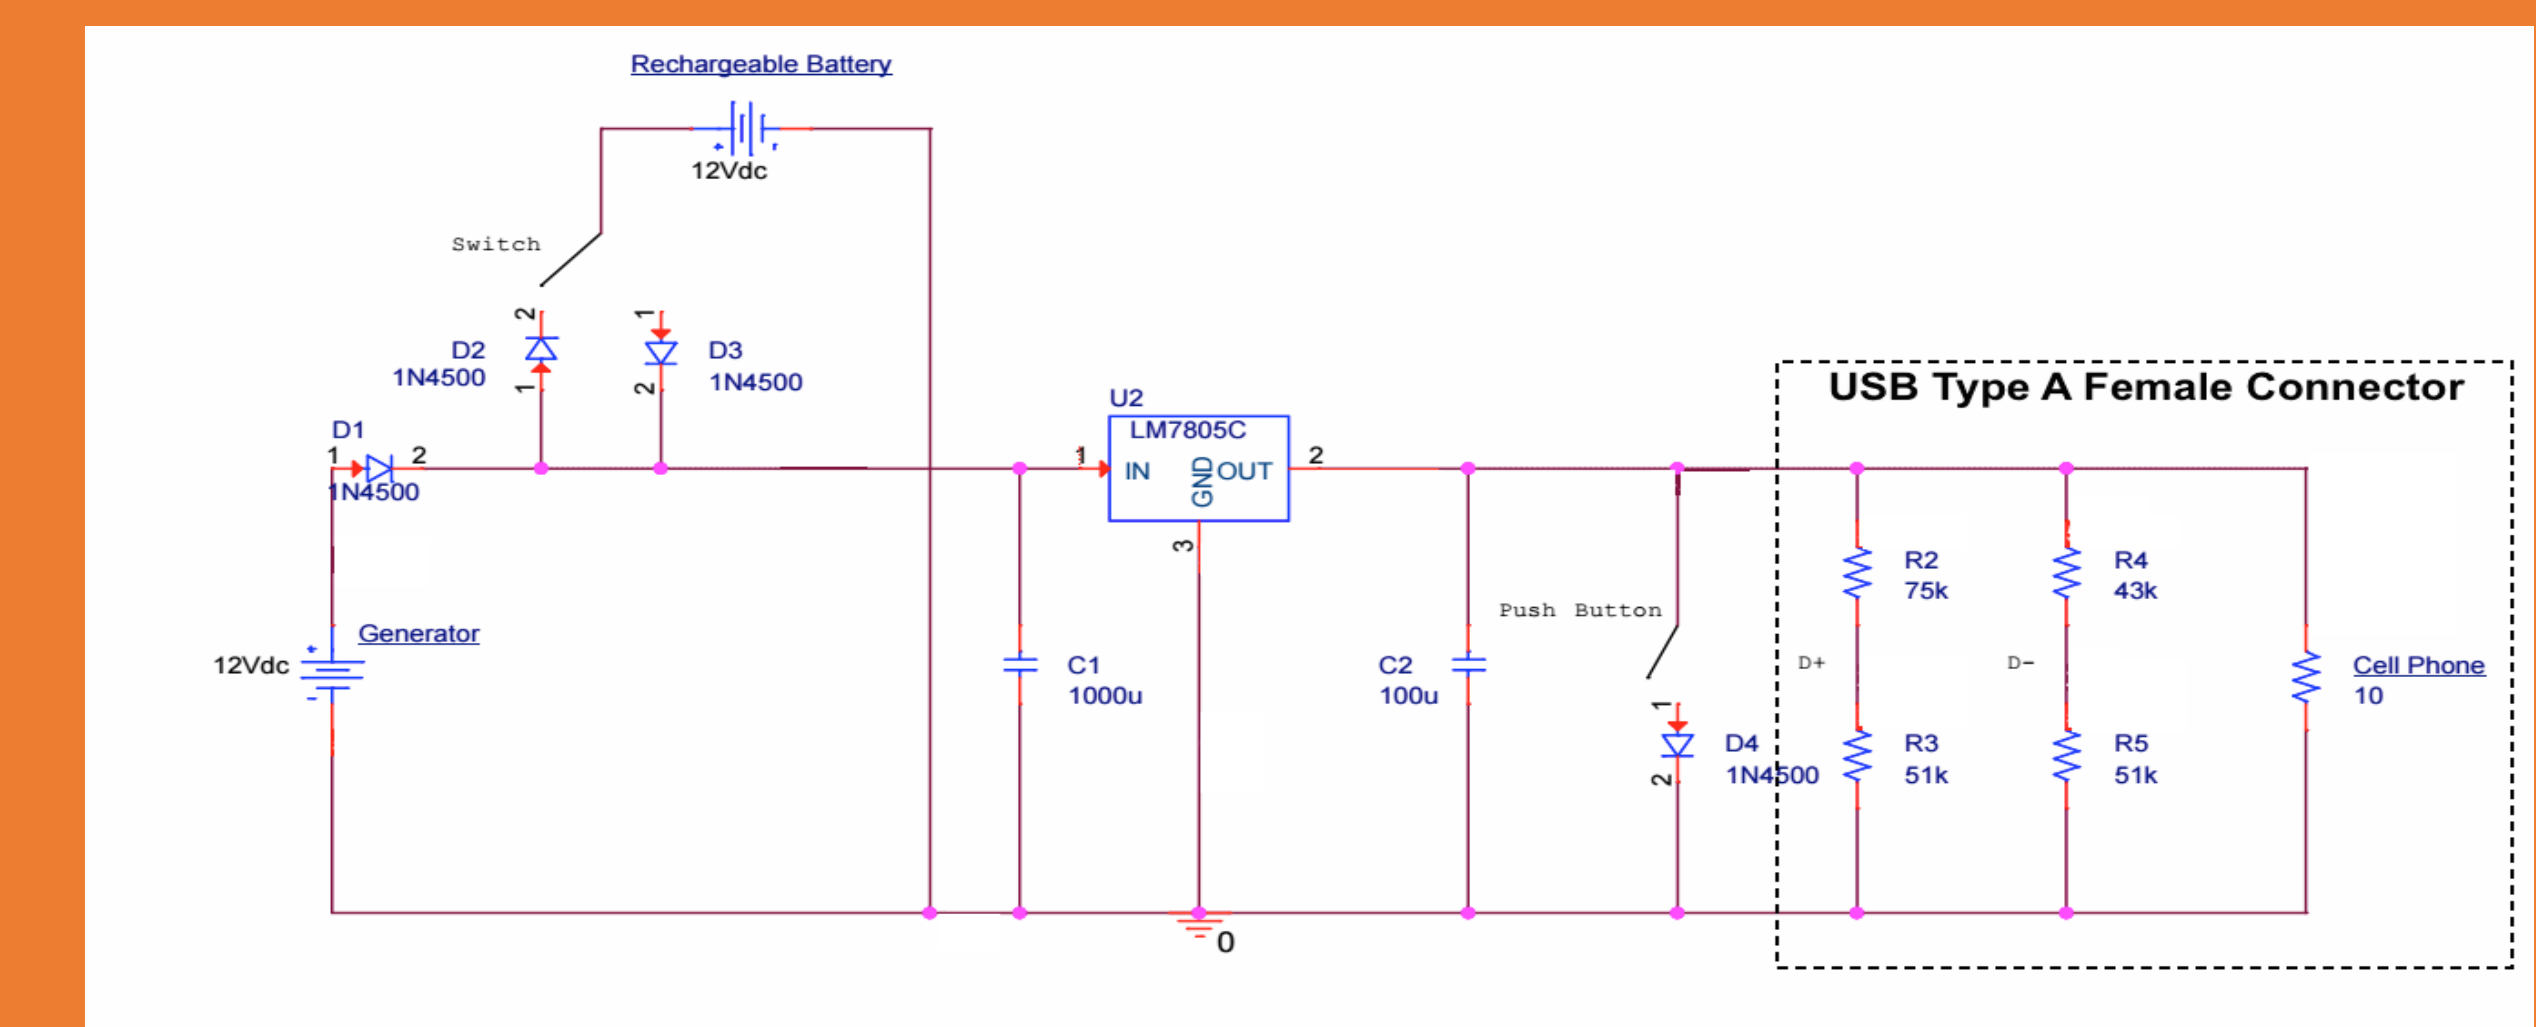 Rechargeable Battery
12Vdc
Switch
2
1
D2
1N4500
1
2
D3
1N4500
D1
1
2
1N4500
U2
LM7805C
1
IN
GND
OUT
2
3
USB Type A Female Connector
Generator
12Vdc
C1
1000u
C2
100u
Push Button
1
D4
1N4500
2
D+
D-
R2
75k
R4
43k
R3
51k
R5
51k
Cell Phone
10
0